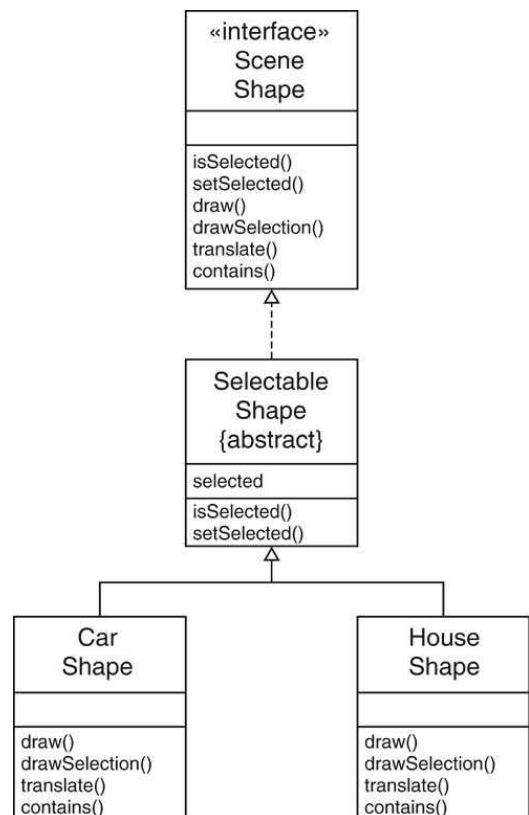 «interface»
Scene
Shape
isSelected()
setSelected()
draw()
drawSelection()
translate()
contains()
Selectable
Shape
{abstract}
selected
isSelected()
setSelected()
Car
Shape
draw()
drawSelection()
translate()
contains()
House
Shape
draw()
drawSelection()
translate()
contains()